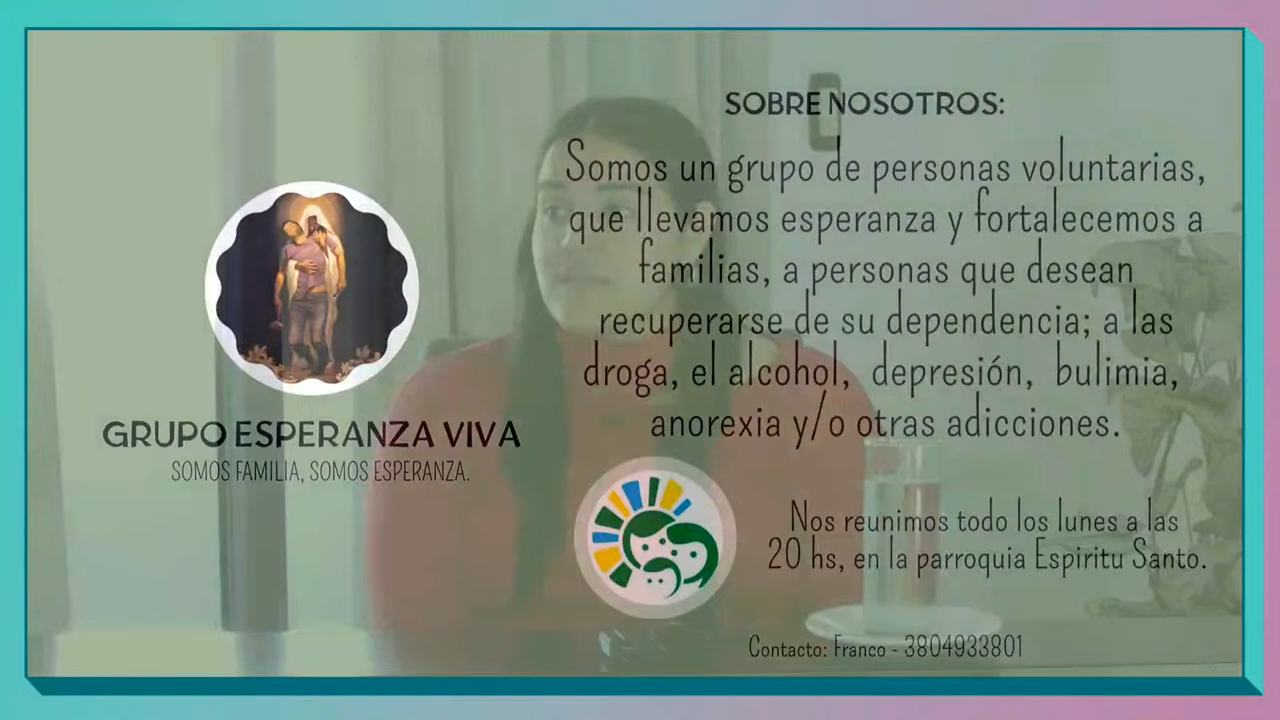 SOBRE NOSOTROS:
Somos un grupo de personas voluntarias,
que llevamos esperanza y fortalecemos a
familias, a personas que desean
recuperarse de su dependencia; a las
droga, el alcohol, depresión, bulimia,
anorexia y/o otras adicciones.
GRUPO ESPERANZA VIVA
SOMOS FAMILIA, SOMOS ESPERANZA.
Nos reunimos todo los lunes a las
20 hs, en la parroquia Espiritu Santo.
Contacto: Franco - 3804933801